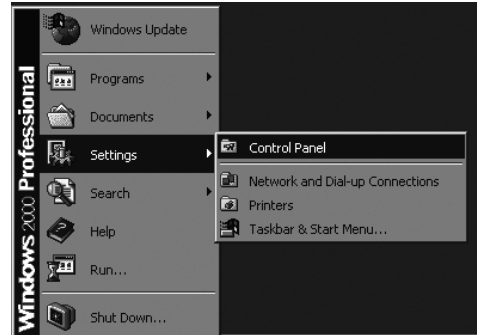 Windows 2000 Professional
Windows Update
Programs
Documents
Settings
Search
Help
Run...
Shut Down...
Control Panel
Network and Dial-up Connections
Printers
Taskbar & Start Menu...